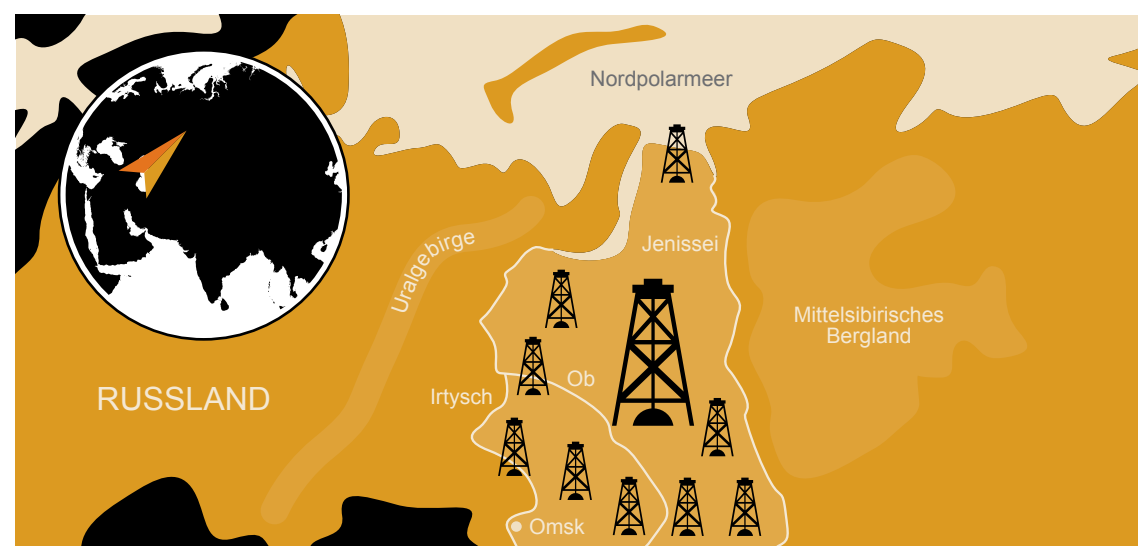 Nordpolarmeer
Jenissei
Uralgebirge
Mittelsibirisches
Bergland
Ob
Irtysch
RUSSLAND
Omsk